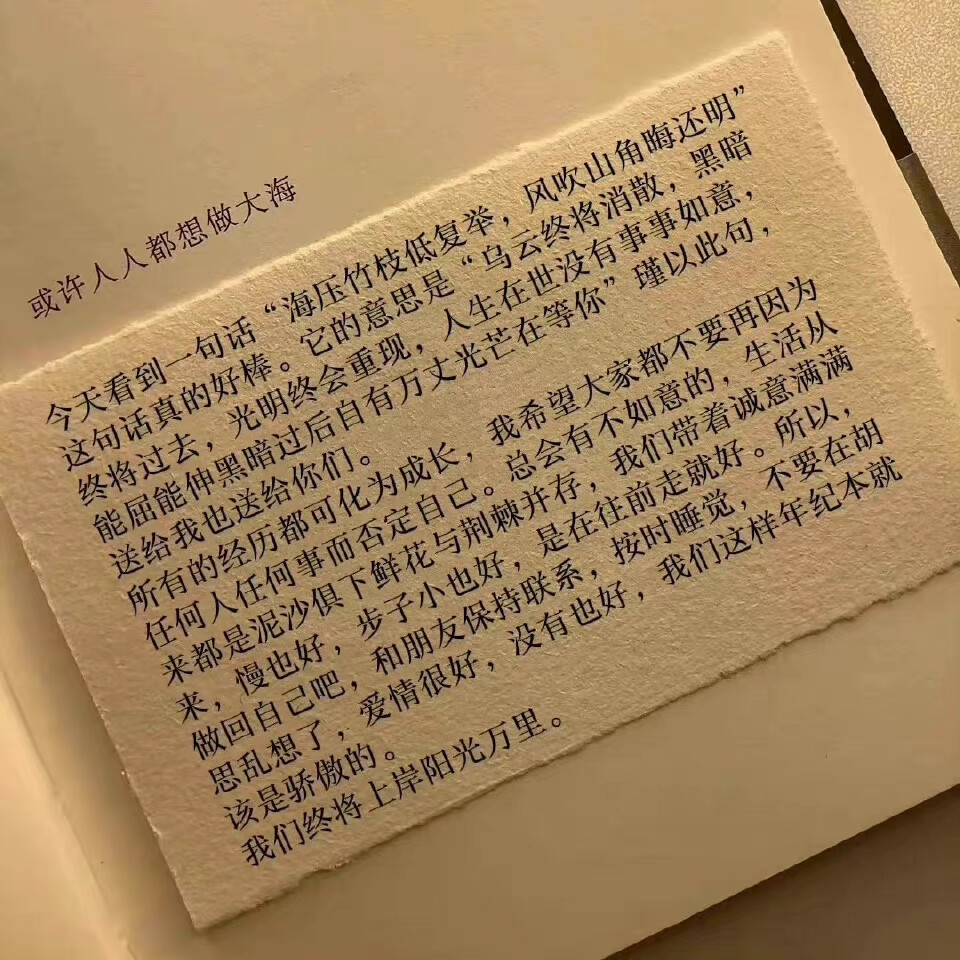 或许人人都想做大海
今天看到一句话“海压竹枝低复举，风吹山角晦还明”
这句话真的好棒。它的意思是“乌云终将消散，黑暗
终将过去，光明终会重现，人生在世没有事事如意，
能屈能伸黑暗过后自有万丈光芒在等你”瑾以此句，
送给我也送给你们。
所有的经历都可化为成长，我希望大家都不要再因为
任何人任何事而否定自己。总会有不如意的，生活从
来都是泥沙俱下鲜花与荆棘并存，我们带着诚意满满
来，慢也好，步子小也好，是在往前走就好。所以，
做回自己吧，和朋友保持联系，按时睡觉，不要在胡
思乱想了，爱情很好，没有也好，我们这样年纪本就
该是骄傲的。
我们终将上岸阳光万里。